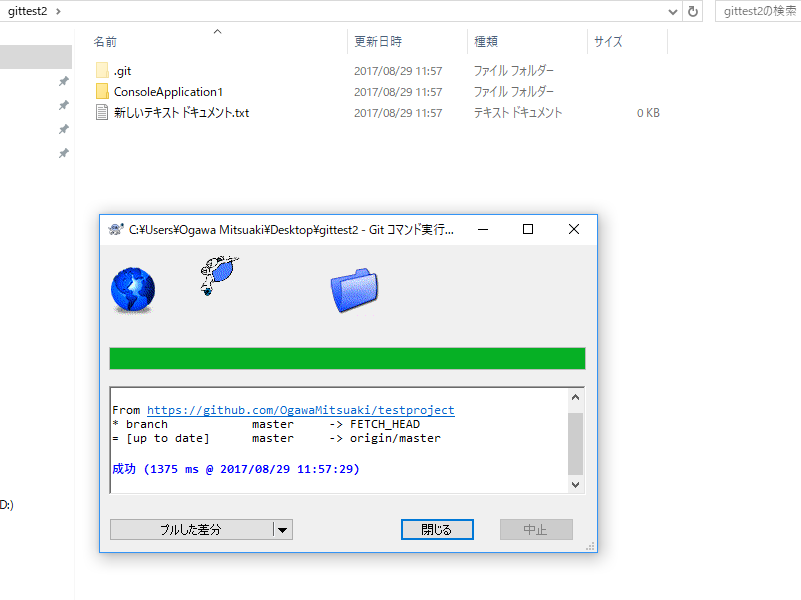 gittest2
gittest2の検索
名前 更新日時 種類 サイズ
.git 2017/08/29 11:57 ファイル フォルダー
ConsoleApplication1 2017/08/29 11:57 ファイル フォルダー
新しいテキスト ドキュメント.txt 2017/08/29 11:57 テキスト ドキュメント 0 KB
C:¥Users¥Ogawa Mitsuaki¥Desktop¥gittest2 - Git コマンド実行...
From https://github.com/OgawaMitsuaki/testproject
* branch master -> FETCH_HEAD
= [up to date] master -> origin/master
成功 (1375 ms @ 2017/08/29 11:57:29)
D:)
プルした差分 閉じる 中止